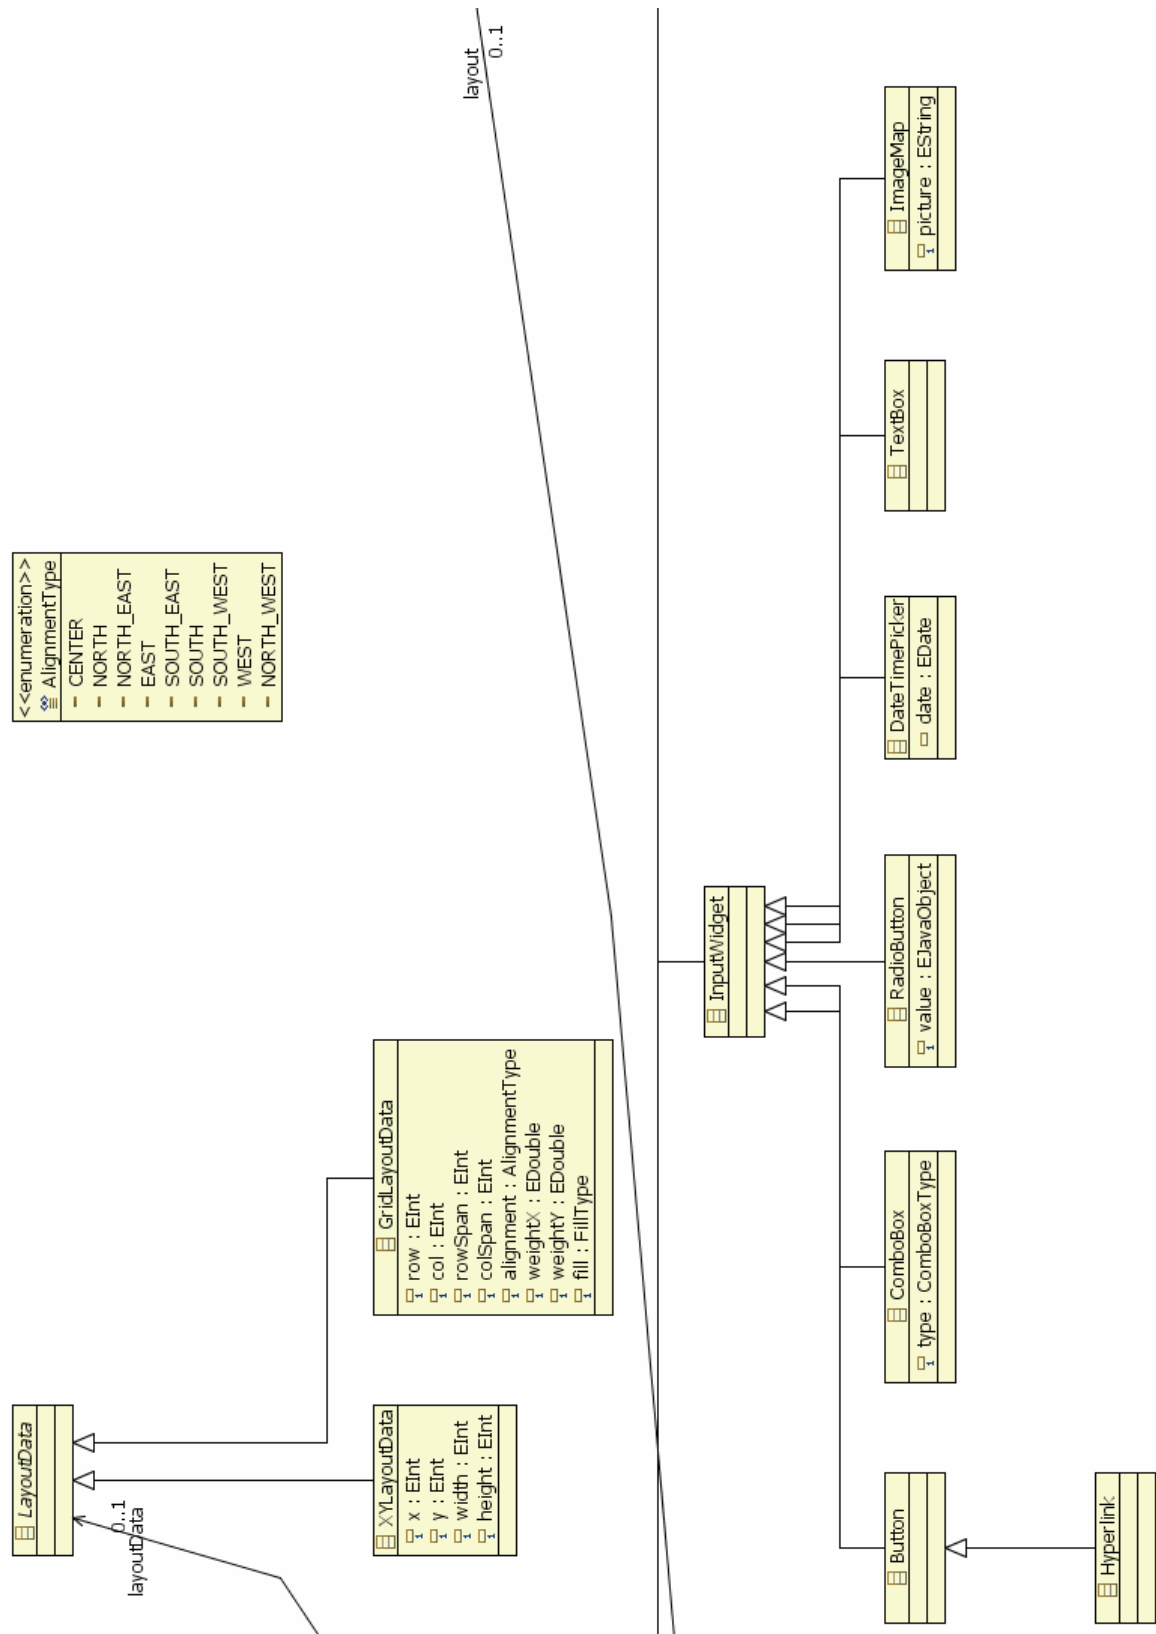 LayoutData
0..1
layoutData
<<enumeration>>
AlignmentType
CENTER
NORTH
NORTH_EAST
EAST
SOUTH_EAST
SOUTH
SOUTH_WEST
WEST
NORTH_WEST
XYLayoutData
x : EInt
y : EInt
width : EInt
height : EInt
GridLayoutData
row : EInt
col : EInt
rowSpan : EInt
colSpan : EInt
alignment : AlignmentType
weightX : EDouble
weightY : EDouble
fill : FillType
layout
0..1
InputWidget
Button
ComboBox
type : ComboBoxType
RadioButton
value : EJavaObject
DateTimePicker
date : EDate
TextBox
ImageMap
picture : EString
Hyperlink